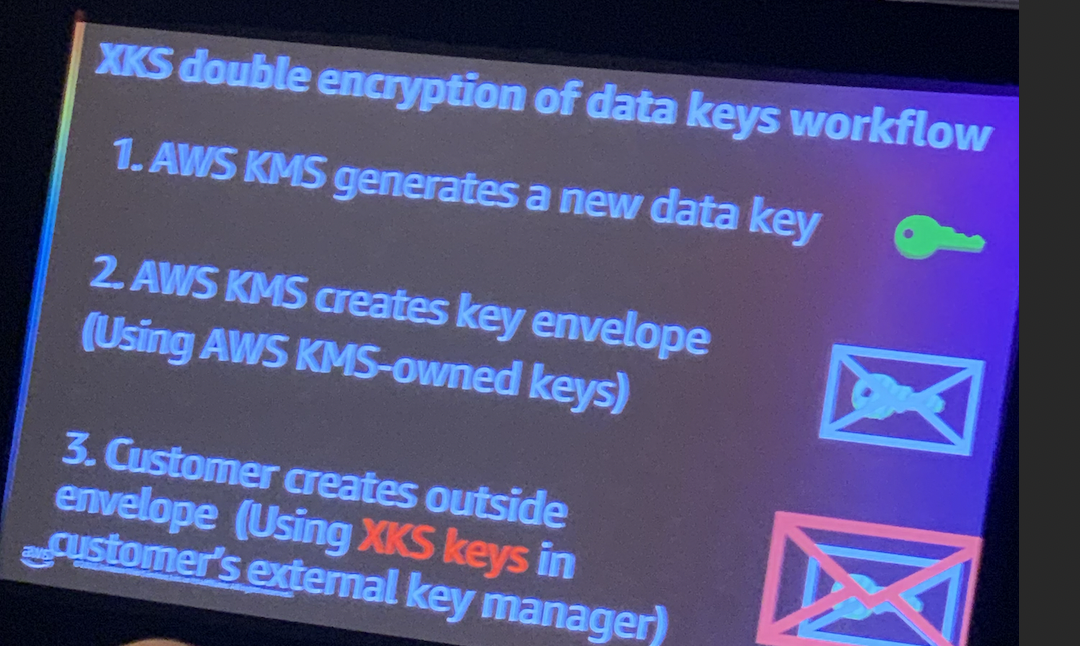 XKS double encryption of data keys workflow
1. AWS KMS generates a new data key
2. AWS KMS creates key envelope
(Using AWS KMS-owned keys)
3. Customer creates outside
envelope (Using XKS keys in
customer's external key manager)
aws